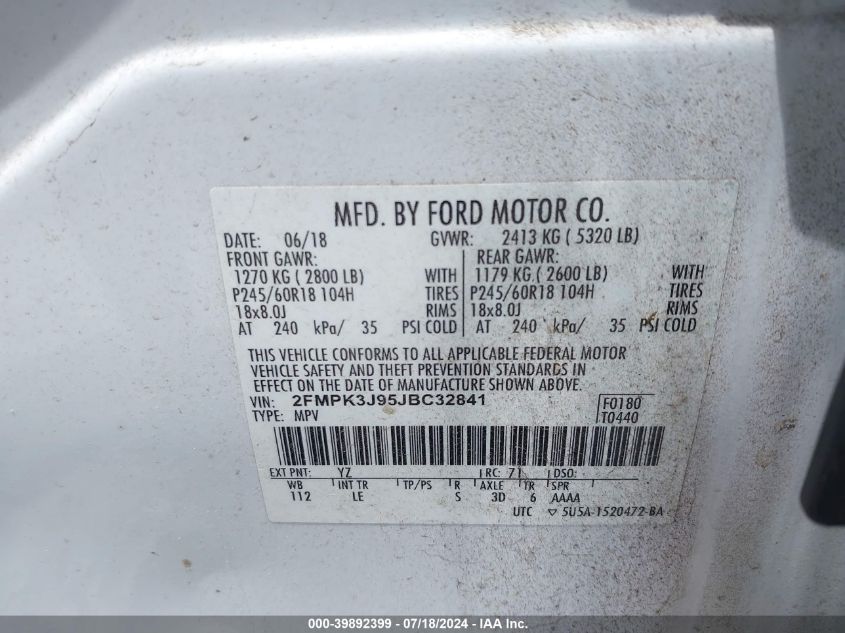 MFD. BY FORD MOTOR CO.
DATE: 06/18 GVWR: 2413 KG ( 5320 LB)
FRONT GAWR: REAR GAWR:
1270 KG ( 2800 LB) WITH 1179 KG ( 2600 LB) WITH
P245/60R18 104H TIRES P245/60R18 104H TIRES
18x8.0J RIMS 18x8.0J RIMS
AT 240 kPa/ 35 PSI COLD AT 240 kPa/ 35 PSI COLD
THIS VEHICLE CONFORMS TO ALL APPLICABLE FEDERAL MOTOR
VEHICLE SAFETY AND THEFT PREVENTION STANDARDS IN
EFFECT ON THE DATE OF MANUFACTURE SHOWN ABOVE.
VIN: 2FMPK3J95JBC32841 F0180
TYPE: MPV T0440
EXT PNT: YZ RC: 71 DSO:
WB INT TR TP/PS R AXLE TR SPR
112 LE S 3D 6 AAAA
UTC ▽ 5U5A-1520472-BA
000-39892399 - 07/18/2024 - IAA Inc.